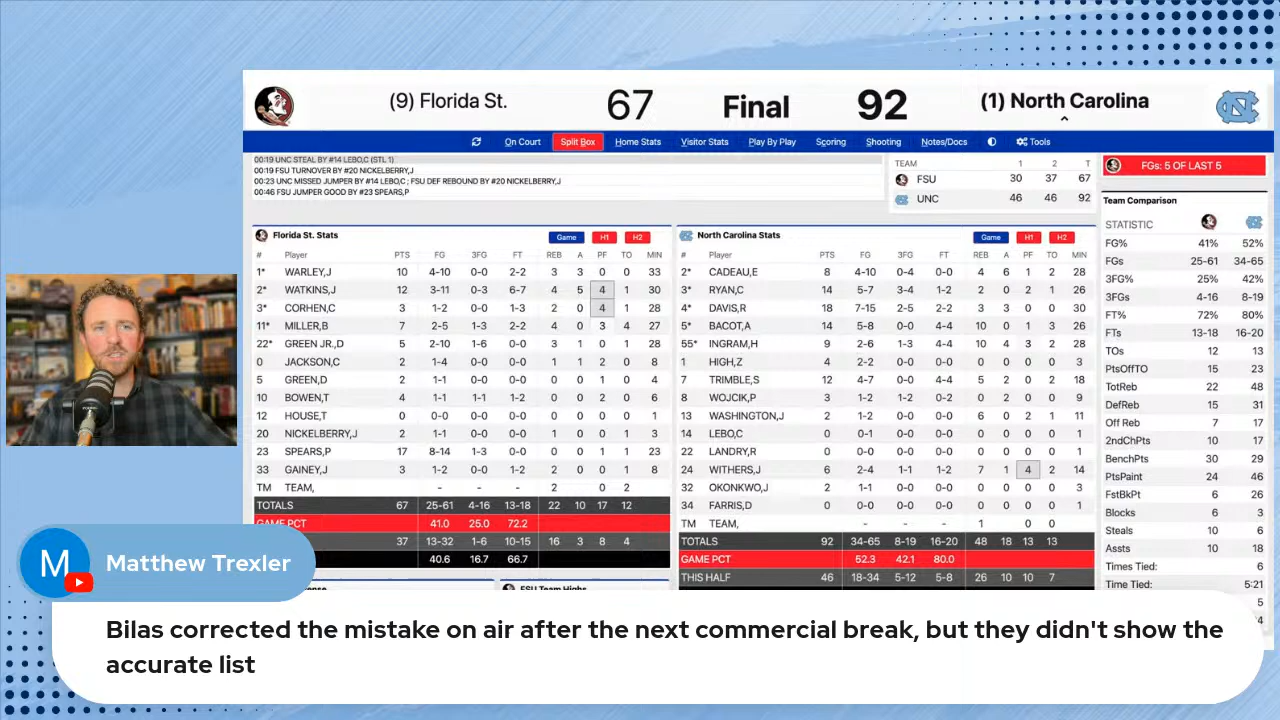 (9) Florida St. 67 Final 92 (1) North Carolina
On Court Split Box Home Stats Visitor Stats Play By Play Scoring Shooting Notes/Docs Tools
00:19 UNC STEAL BY #14 LEBO,C (STL 1)
00:19 FSU TURNOVER BY #20 NICKELBERRY,J
00:23 UNC MISSED JUMPER BY #14 LEBO,C ; FSU DEF REBOUND BY #20 NICKELBERRY,J
00:46 FSU JUMPER GOOD BY #23 SPEARS,P
TEAM 1 2 T
FSU 30 37 67
UNC 46 46 92
FGs: 5 OF LAST 5
Florida St. Stats Game H1 H2
# Player PTS FG 3FG FT REB A PF TO MIN
1* WARLEY,J 10 4-10 0-0 2-2 3 3 0 0 33
2* WATKINS,J 12 3-11 0-3 6-7 4 5 4 1 30
3* CORHEN,C 3 1-2 0-0 1-3 2 0 4 1 28
11* MILLER,B 7 2-5 1-3 2-2 4 0 3 4 27
22* GREEN JR,D 5 2-10 1-6 0-0 3 1 0 1 28
0 JACKSON,C 2 1-4 0-0 0-0 1 1 2 0 8
5 GREEN,D 2 1-1 0-0 0-0 0 0 1 0 4
10 BOWEN,T 4 1-1 1-1 1-2 0 0 2 0 6
12 HOUSE,T 0 0-0 0-0 0-0 0 0 0 0 1
20 NICKELBERRY,J 2 1-1 0-0 0-0 1 0 0 1 3
23 SPEARS,P 17 8-14 1-3 0-0 1 0 1 1 23
33 GAINEY,J 3 1-2 0-0 1-2 2 0 0 1 8
TM TEAM, - - - 2 0 2
TOTALS 67 25-61 4-16 13-18 22 10 17 12
GAME PCT 41.0 25.0 72.2
37 13-32 1-6 10-15 16 3 8 4
40.6 16.7 66.7
FSU Team Highs
North Carolina Stats Game H1 H2
# Player PTS FG 3FG FT REB A PF TO MIN
2* CADEAU,E 8 4-10 0-4 0-0 4 6 1 2 28
3* RYAN,C 14 5-7 3-4 1-2 2 0 2 1 26
4* DAVIS,R 18 7-15 2-5 2-2 3 3 0 0 30
5* BACOT,A 14 5-8 0-0 4-4 10 0 1 3 26
55* INGRAM,H 9 2-6 1-3 4-4 10 4 3 2 28
1 HIGH,Z 4 2-2 0-0 0-0 0 0 0 0 3
7 TRIMBLE,S 12 4-7 0-0 4-4 5 2 0 2 18
8 WOJCIK,P 3 1-2 1-2 0-0 0 2 0 0 9
13 WASHINGTON,J 2 1-2 0-0 0-0 6 0 2 1 11
14 LEBO,C 0 0-1 0-0 0-0 0 0 0 0 1
22 LANDRY,R 0 0-0 0-0 0-0 0 0 0 0 1
24 WITHERS,J 6 2-4 1-1 1-2 7 1 4 2 14
32 OKONKWO,J 2 1-1 0-0 0-0 0 0 0 0 3
34 FARRIS,D 0 0-0 0-0 0-0 0 0 0 0 1
TM TEAM, - - - 1 0 0
TOTALS 92 34-65 8-19 16-20 48 18 13 13
GAME PCT 52.3 42.1 80.0
THIS HALF 46 18-34 5-12 5-8 26 10 10 7
Team Comparison
STATISTIC
FG% 41% 52%
FGs 25-61 34-65
3FG% 25% 42%
3FGs 4-16 8-19
FT% 72% 80%
FTs 13-18 16-20
TOs 12 13
PtsOffTO 15 23
TotReb 22 48
DefReb 15 31
Off Reb 7 17
2ndChPts 10 17
BenchPts 30 29
PtsPaint 24 46
FstBkPt 6 26
Blocks 6 3
Steals 10 6
Assts 10 18
Times Tied: 6
Time Tied: 5:21
5
M
Matthew Trexler
Bilas corrected the mistake on air after the next commercial break, but they didn't show the
accurate list